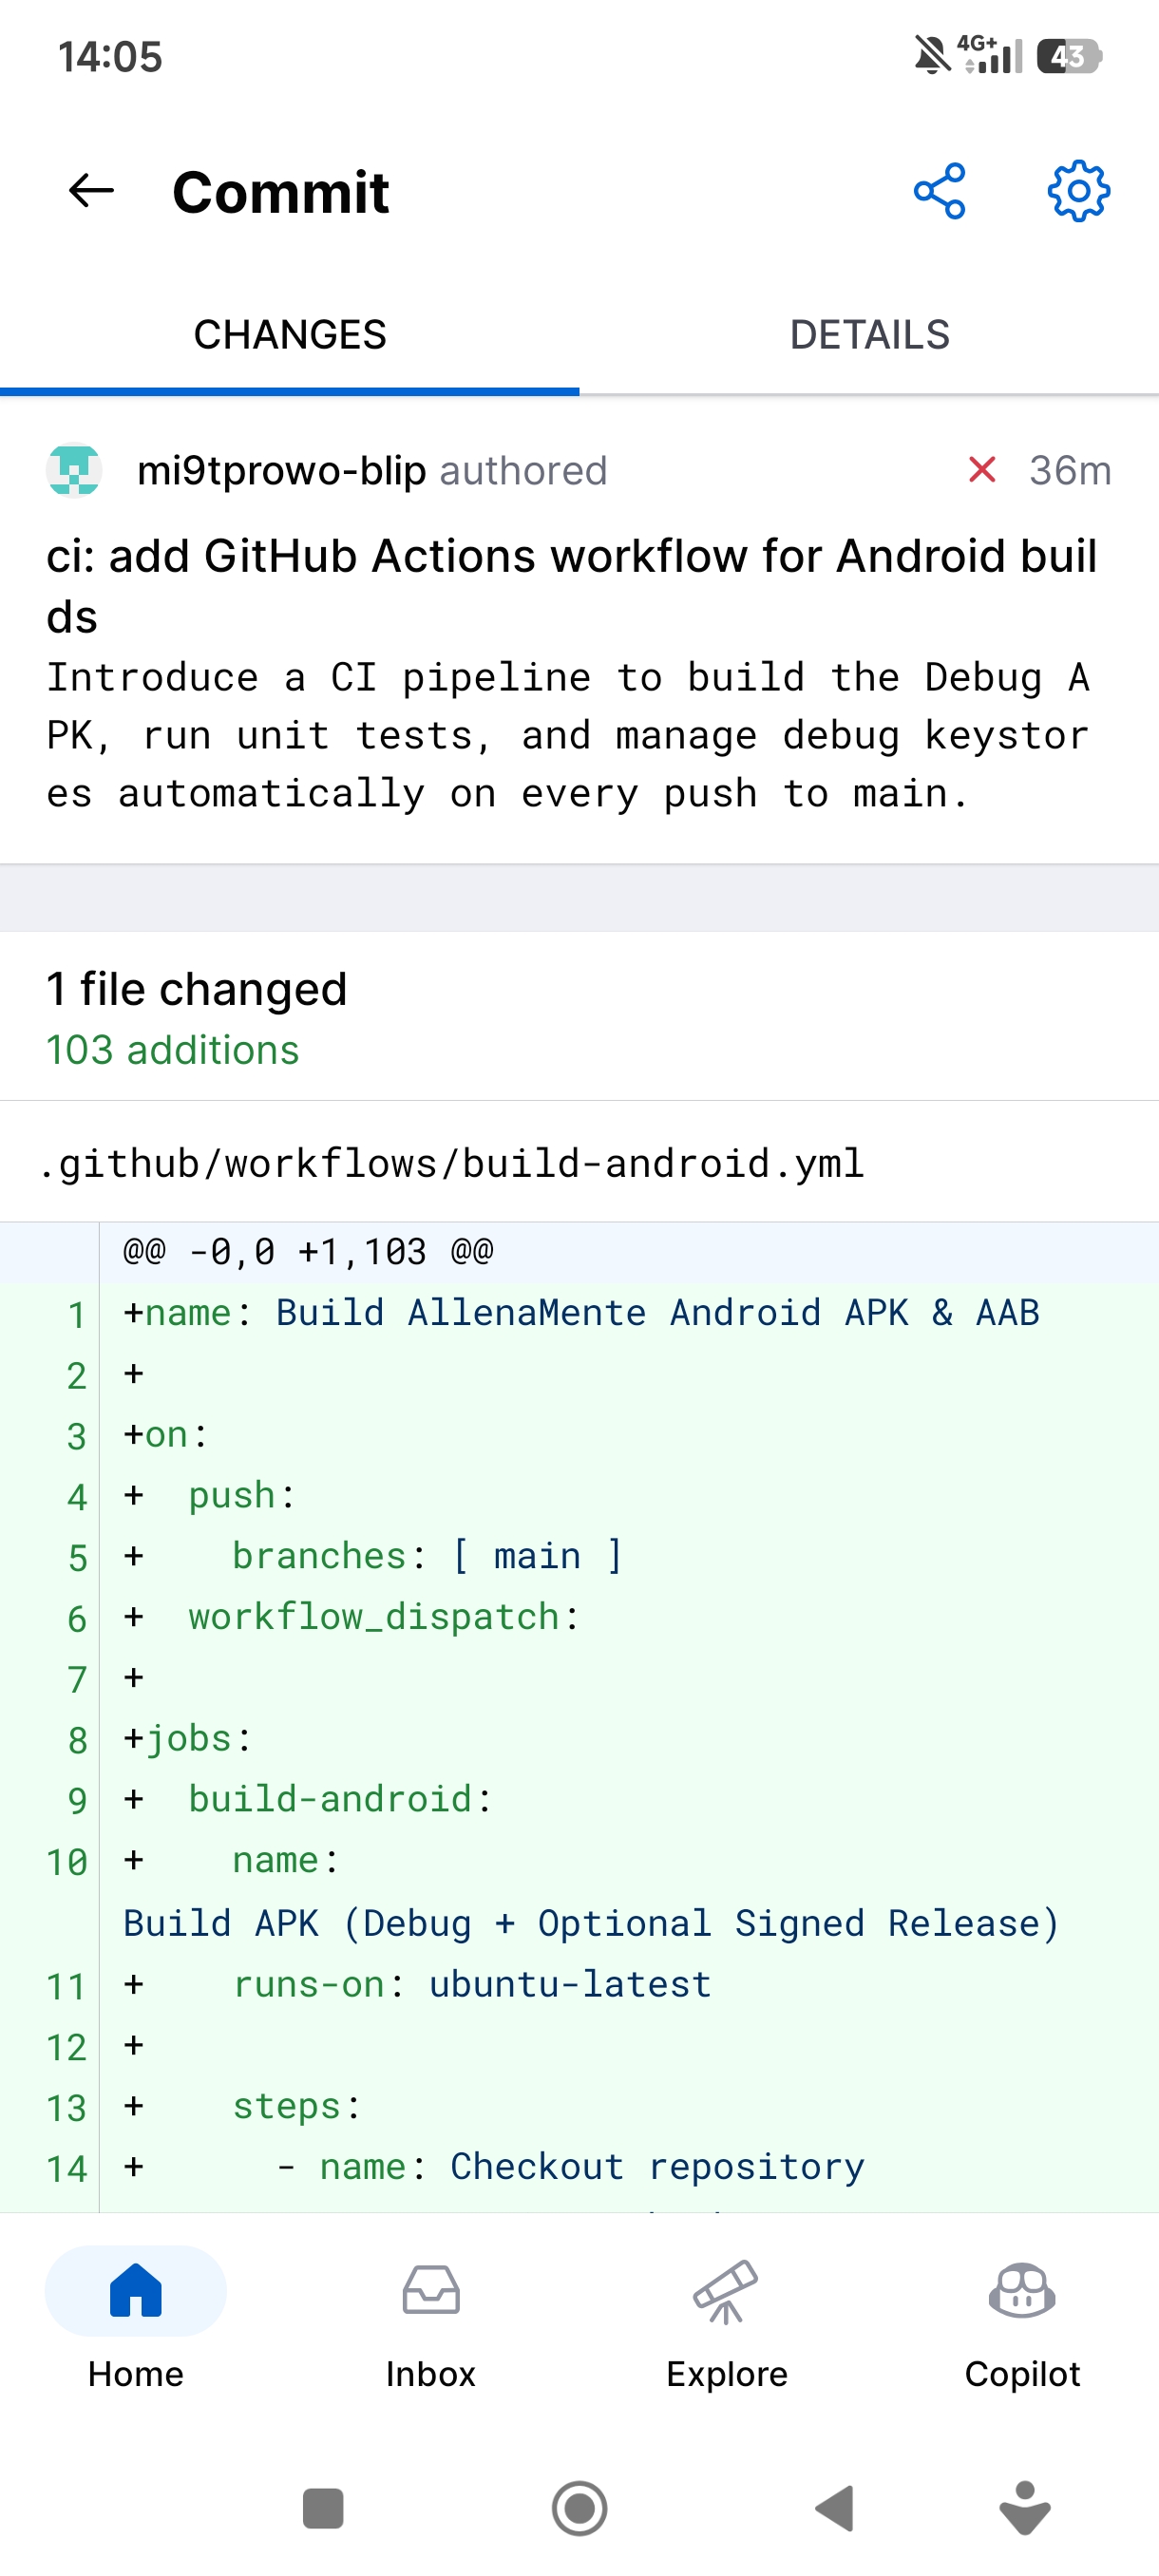 14:05
4G+
43
Commit
CHANGES
DETAILS
mi9tprowo-blip authored
36m
ci: add GitHub Actions workflow for Android buil
ds
Introduce a CI pipeline to build the Debug A
PK, run unit tests, and manage debug keystor
es automatically on every push to main.
1 file changed
103 additions
.github/workflows/build-android.yml
@@ -0,0 +1,103 @@
1 +name: Build AllenaMente Android APK & AAB
2 +
3 +on:
4 +  push:
5 +    branches: [ main ]
6 +  workflow_dispatch:
7 +
8 +jobs:
9 +  build-android:
10 +    name:
Build APK (Debug + Optional Signed Release)
11 +    runs-on: ubuntu-latest
12 +
13 +    steps:
14 +      - name: Checkout repository
Home
Inbox
Explore
Copilot